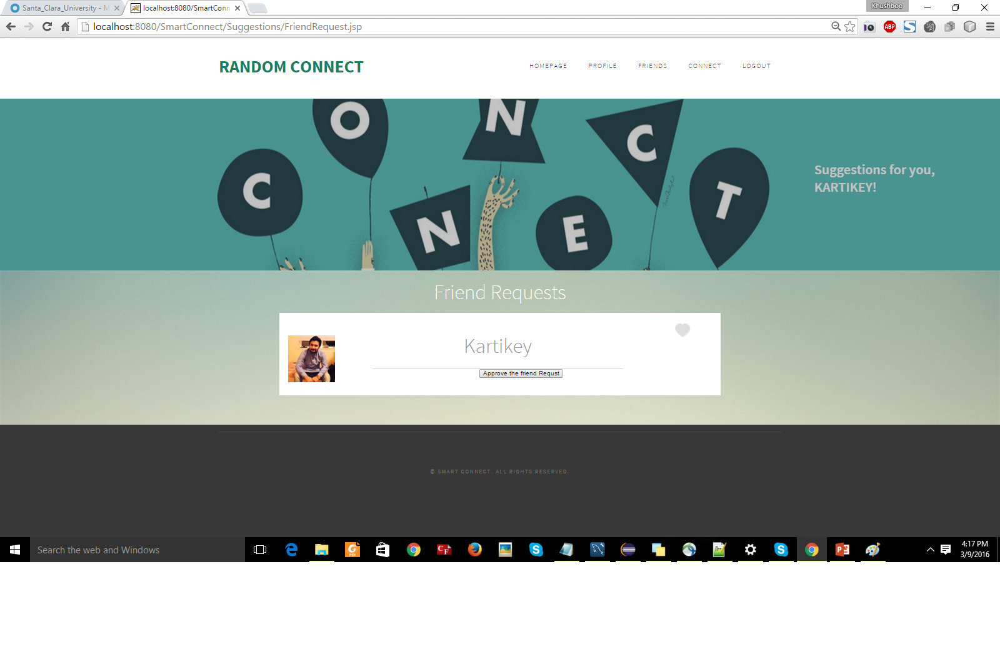 Santa_Clara_University - M
localhost:8080/SmartConn
Khushboo
localhost:8080/SmartConnect/Suggestions/FriendRequest.jsp
ABP
RANDOM CONNECT
HOMEPAGE PROFILE FRIENDS CONNECT LOGOUT
C O N N E C T
Suggestions for you,
KARTIKEY!
Friend Requests
Kartikey
Approve the friend Requst
© SMART CONNECT. ALL RIGHTS RESERVED.
Search the web and Windows
4:17 PM
3/9/2016